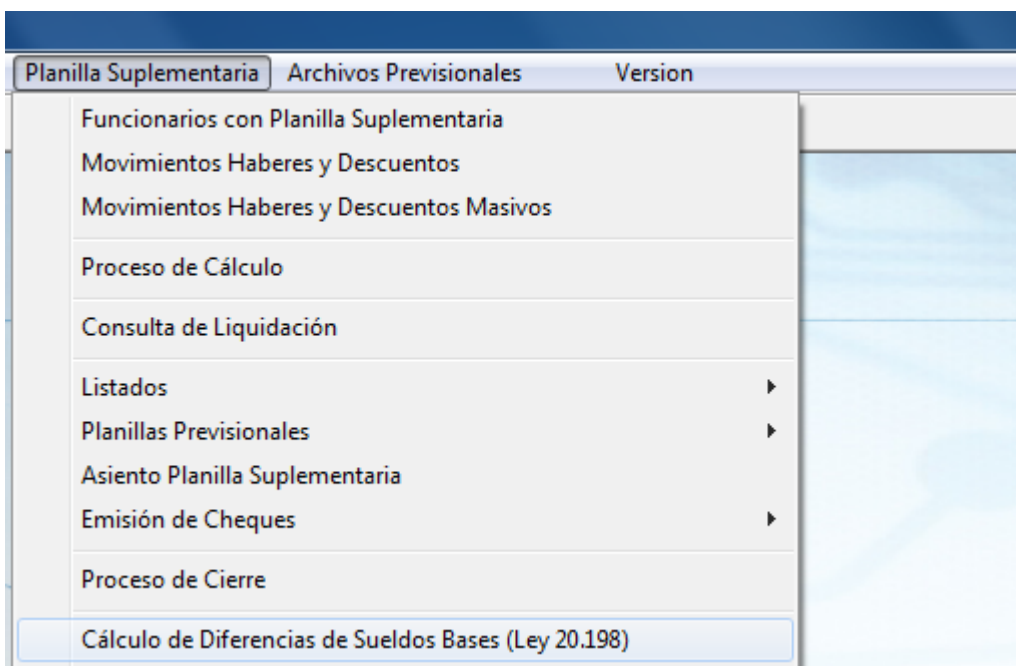 Planilla Suplementaria Archivos Previsionales Version
Funcionarios con Planilla Suplementaria
Movimientos Haberes y Descuentos
Movimientos Haberes y Descuentos Masivos
Proceso de Cálculo
Consulta de Liquidación
Listados
Planillas Previsionales
Asiento Planilla Suplementaria
Emisión de Cheques
Proceso de Cierre
Cálculo de Diferencias de Sueldos Bases (Ley 20.198)